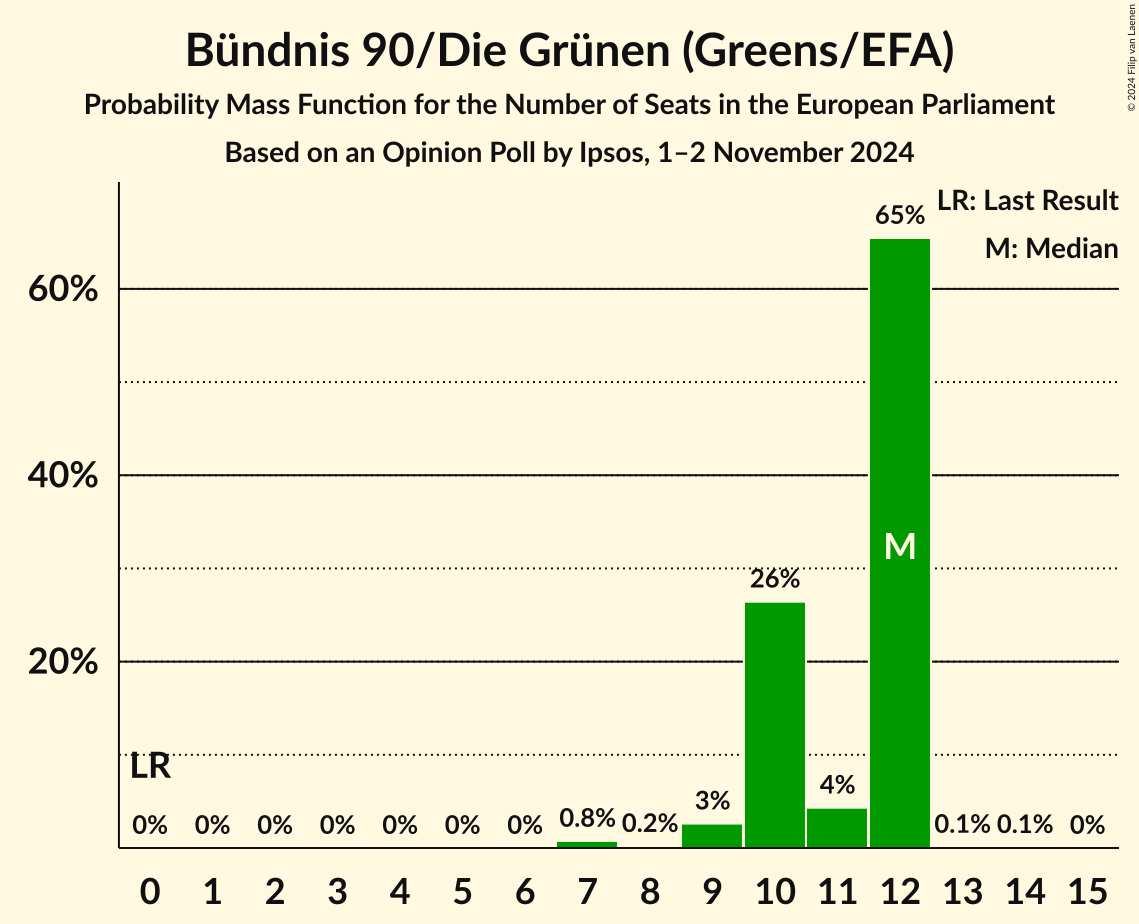 Bündnis 90/Die Grünen (Greens/EFA)
Probability Mass Function for the Number of Seats in the European Parliament
Based on an Opinion Poll by Ipsos, 1–2 November 2024
© 2024 Filip van Laenen
LR: Last Result
M: Median
60%
40%
20%
65%
M
26%
LR
0% 0% 0% 0% 0% 0% 0% 0.8% 0.2% 3% 4% 0.1% 0.1% 0%
0 1 2 3 4 5 6 7 8 9 10 11 12 13 14 15